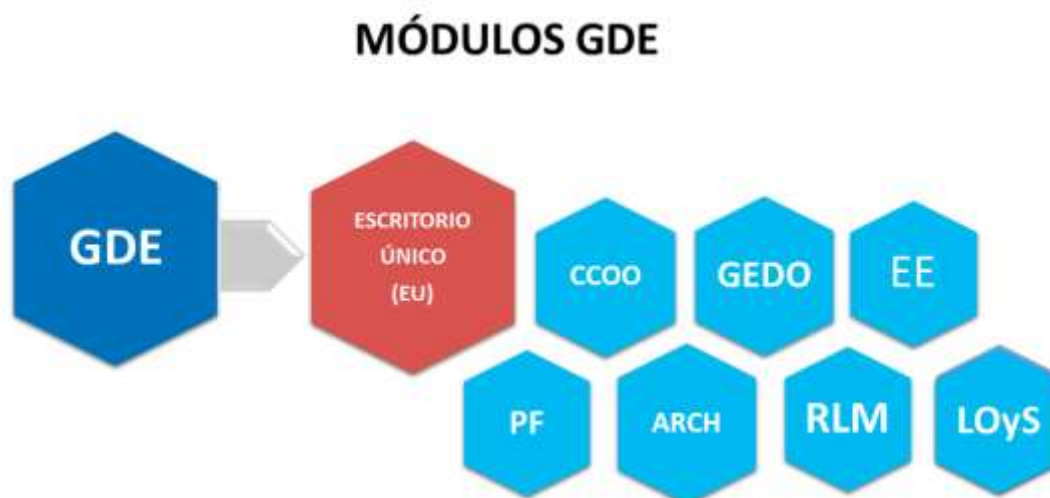 MÓDULOS GDE
GDE
ESCRITORIO
ÚNICO
(EU)
CCOO
GEDO
EE
PF
ARCH
RLM
LOyS